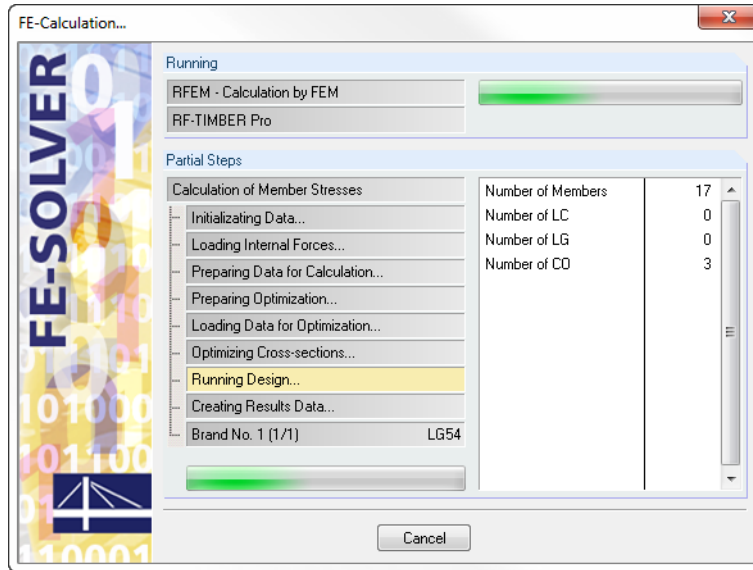 FE-Calculation...
FE-SOLVER
Running
RFEM - Calculation by FEM
RF-TIMBER Pro
Partial Steps
Calculation of Member Stresses
Initializating Data...
Loading Internal Forces...
Preparing Data for Calculation...
Preparing Optimization...
Loading Data for Optimization...
Optimizing Cross-sections...
Running Design...
Creating Results Data...
Brand No. 1 (1/1) LG54
Number of Members 17
Number of LC 0
Number of LG 0
Number of CO 3
Cancel